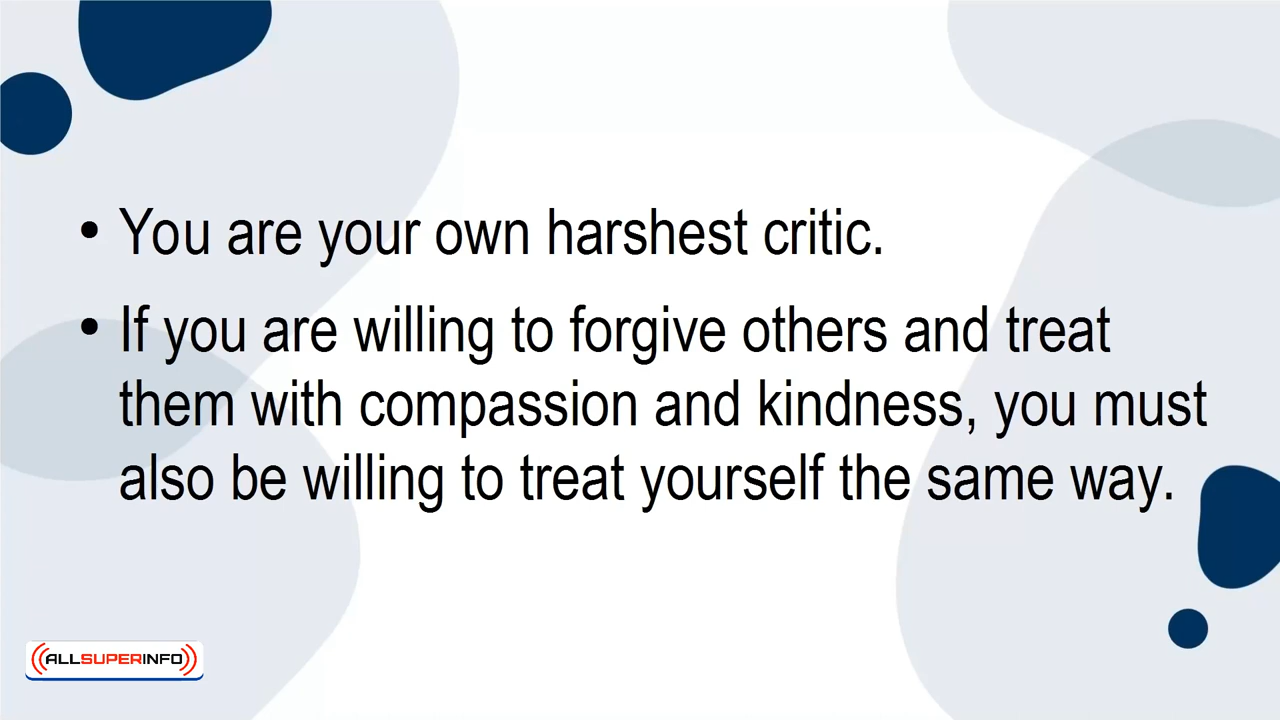 • You are your own harshest critic.
• If you are willing to forgive others and treat
them with compassion and kindness, you must
also be willing to treat yourself the same way.
ALLSUPERINFO